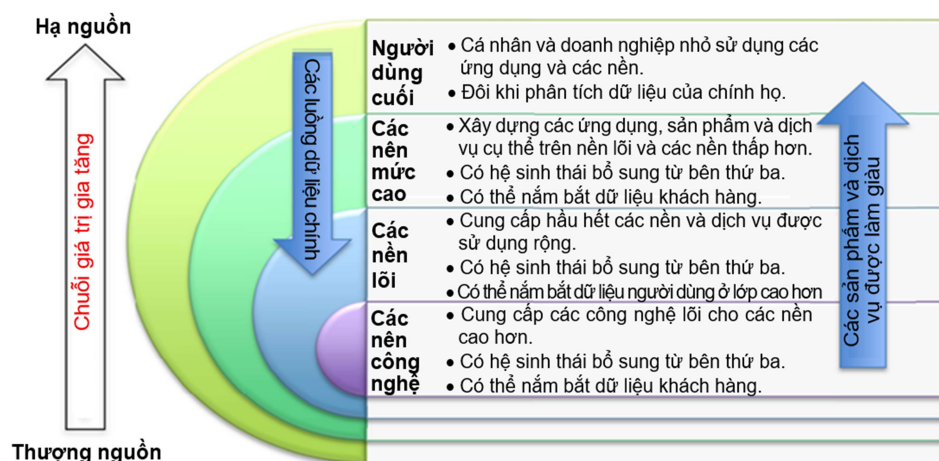 Hạ nguồn
Chuỗi giá trị gia tăng
Thượng nguồn
Các luồng dữ liệu chính
Người
dùng
cuối
• Cá nhân và doanh nghiệp nhỏ sử dụng các
ứng dụng và các nền.
• Đôi khi phân tích dữ liệu của chính họ.
Các
nên
mức
cao
• Xây dựng các ứng dụng, sản phẩm và dịch
vụ cụ thể trên nền lõi và các nền thấp hơn.
• Có hệ sinh thái bổ sung từ bên thứ ba.
• Có thể nắm bắt dữ liệu khách hàng.
Các
nền
lõi
• Cung cấp hầu hết các nền và dịch vụ được
sử dụng rộng.
• Có hệ sinh thái bổ sung từ bên thứ ba.
• Có thể nắm bắt dữ liệu người dùng ở lớp cao hơn
Các
nên
công
nghệ
• Cung cấp các công nghệ lõi cho các nền
cao hơn.
• Có hệ sinh thái bổ sung từ bên thứ ba.
• Có thể nắm bắt dữ liệu khách hàng.
Các sản phẩm và dịch
vụ được làm giàu